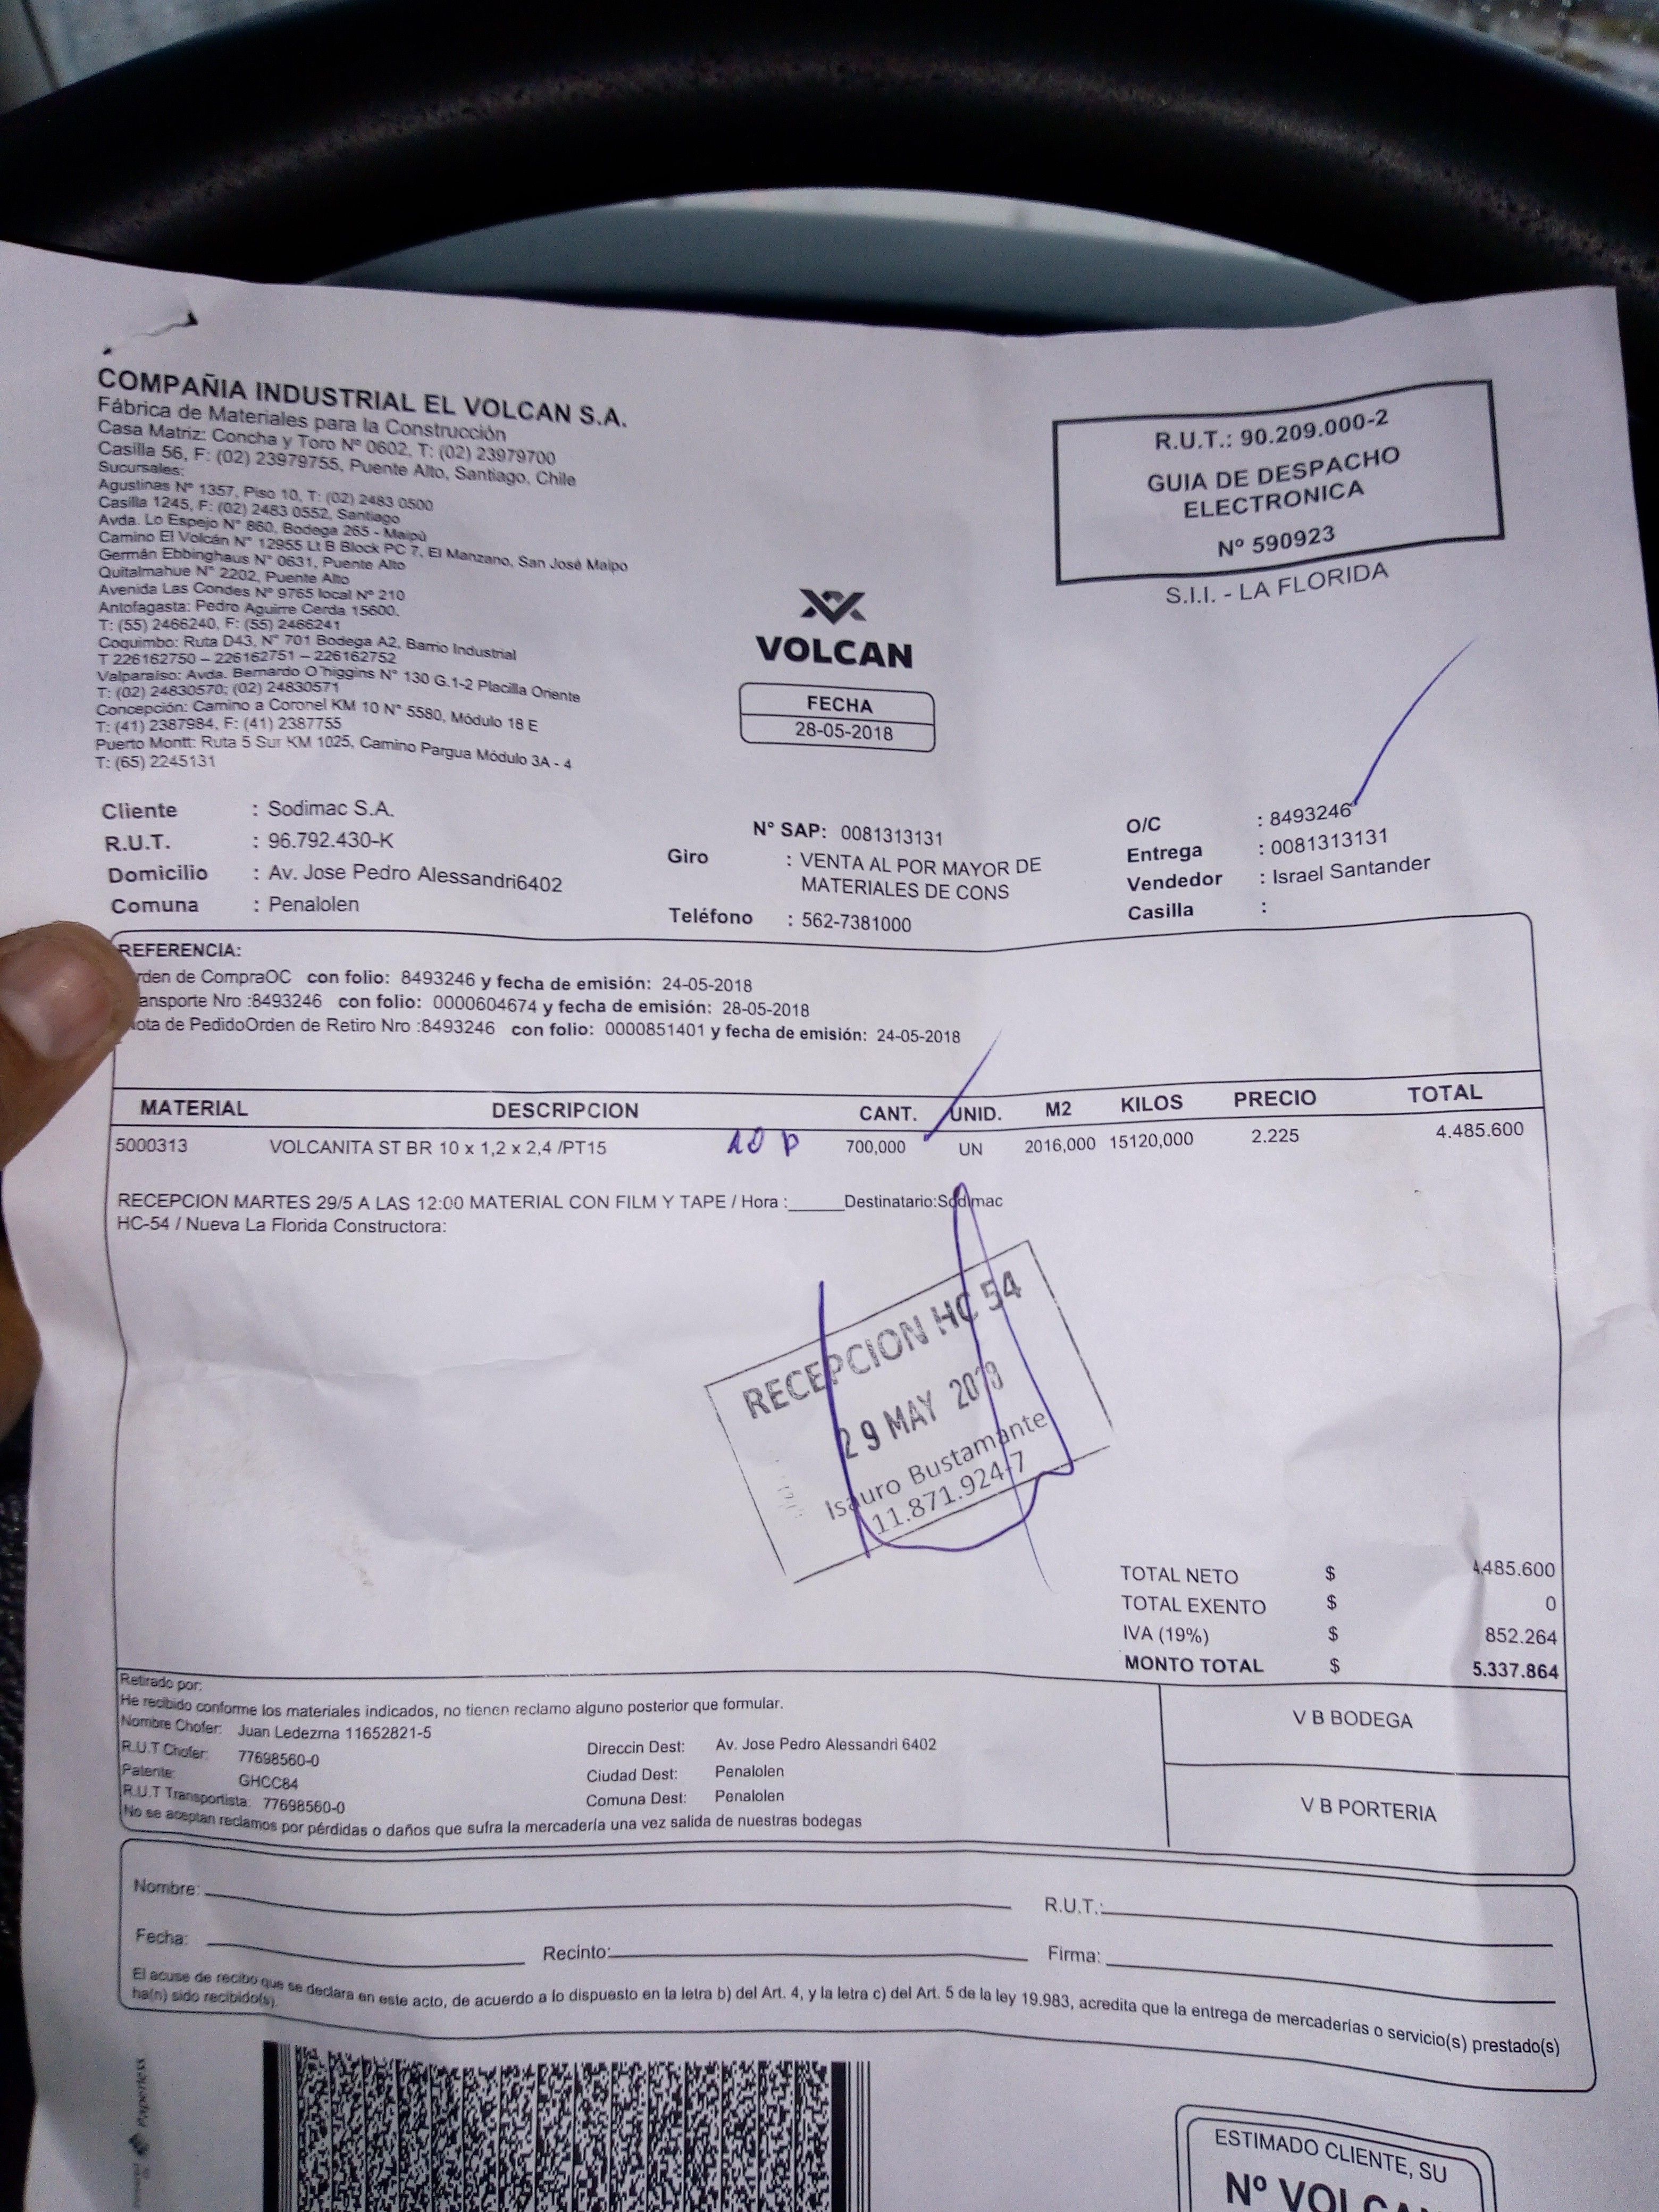 COMPAÑIA INDUSTRIAL EL VOLCAN S.A.
Fábrica de Materiales para la Construcción
Casa Matriz: Concha y Toro Nº 0602, T: (02) 23979700
Casilla 56, F: (02) 23979755, Puente Alto, Santiago, Chile
Sucursales:
Agustinas Nº 1357, Piso 10, T: (02) 2483 0500
Casilla 1245, F: (02) 2483 0552, Santiago
Avda. Lo Espejo N° 860, Bodega 265 - Maipù
Camino El Volcán N° 12955 Lt B Block PC 7, El Manzano, San José Maipo
Germán Ebbinghaus N° 0631, Puente Alto
Quitalmahue N° 2202, Puente Alto
Avenida Las Condes N° 9765 local N° 210
Antofagasta: Pedro Aguirre Cerda 15600.
T: (55) 2466240, F: (55) 2466241
Coquimbo: Ruta D43, N° 701 Bodega A2, Barrio Industrial
T 226162750 – 226162751 – 226162752
Valparaíso: Avda. Bernardo O´higgins N° 130 G.1-2 Placilla Oriente
T: (02) 24830570; (02) 24830571
Concepción: Camino a Coronel KM 10 N° 5580, Módulo 18 E
T: (41) 2387984, F: (41) 2387755
Puerto Montt: Ruta 5 Sur KM 1025, Camino Pargua Módulo 3A - 4
T: (65) 2245131
R.U.T.: 90.209.000-2
GUIA DE DESPACHO
ELECTRONICA
Nº 590923
S.I.I. - LA FLORIDA
VOLCAN
FECHA
28-05-2018
Cliente : Sodimac S.A.
R.U.T. : 96.792.430-K
Domicilio : Av. Jose Pedro Alessandri6402
Comuna : Penalolen
N° SAP: 0081313131
Giro : VENTA AL POR MAYOR DE
MATERIALES DE CONS
Teléfono : 562-7381000
O/C : 8493246
Entrega : 0081313131
Vendedor : Israel Santander
Casilla :
REFERENCIA:
rden de CompraOC con folio: 8493246 y fecha de emisión: 24-05-2018
ansporte Nro :8493246 con folio: 0000604674 y fecha de emisión: 28-05-2018
ota de PedidoOrden de Retiro Nro :8493246 con folio: 0000851401 y fecha de emisión: 24-05-2018
MATERIAL DESCRIPCION CANT. UNID. M2 KILOS PRECIO TOTAL
5000313 VOLCANITA ST BR 10 x 1,2 x 2,4 /PT15 10 P 700,000 UN 2016,000 15120,000 2.225 4.485.600
RECEPCION MARTES 29/5 A LAS 12:00 MATERIAL CON FILM Y TAPE / Hora :______Destinatario:Sodimac
HC-54 / Nueva La Florida Constructora:
RECEPCION HC 54
29 MAY
Isauro Bustamante
11.871.924-7
TOTAL NETO $ 4.485.600
TOTAL EXENTO $ 0
IVA (19%) $ 852.264
MONTO TOTAL $ 5.337.864
Retirado por:
He recibido conforme los materiales indicados, no tienen reclamo alguno posterior que formular.
Nombre Chofer: Juan Ledezma 11652821-5
R.U.T Chofer: 77698560-0
Patente: GHCC84
R.U.T Transportista: 77698560-0
Direccin Dest: Av. Jose Pedro Alessandri 6402
Ciudad Dest: Penalolen
Comuna Dest: Penalolen
No se aceptan reclamos por pérdidas o daños que sufra la mercadería una vez salida de nuestras bodegas
V B BODEGA
V B PORTERIA
Nombre:
R.U.T.:
Fecha:
Recinto:
Firma:
El acuse de recibo que se declara en este acto, de acuerdo a lo dispuesto en la letra b) del Art. 4, y la letra c) del Art. 5 de la ley 19.983, acredita que la entrega de mercaderías o servicio(s) prestado(s)
ha(n) sido recibido(s).
Paperless
ESTIMADO CLIENTE, SU
Nº VOLCA